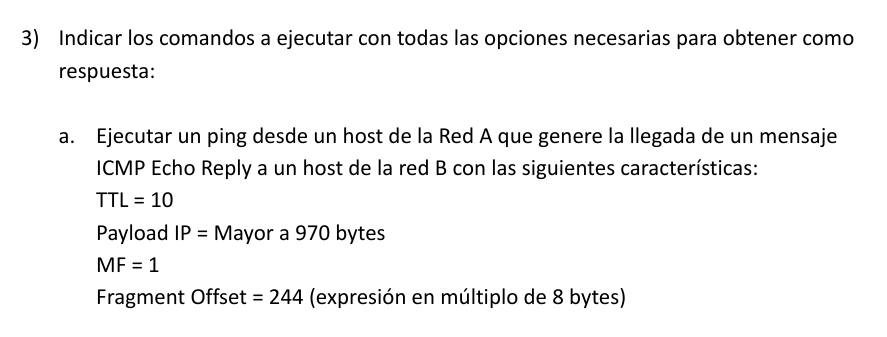 3) Indicar los comandos a ejecutar con todas las opciones necesarias para obtener como
respuesta:
a. Ejecutar un ping desde un host de la Red A que genere la llegada de un mensaje
ICMP Echo Reply a un host de la red B con las siguientes características:
TTL = 10
Payload IP = Mayor a 970 bytes
MF = 1
Fragment Offset = 244 (expresión en múltiplo de 8 bytes)